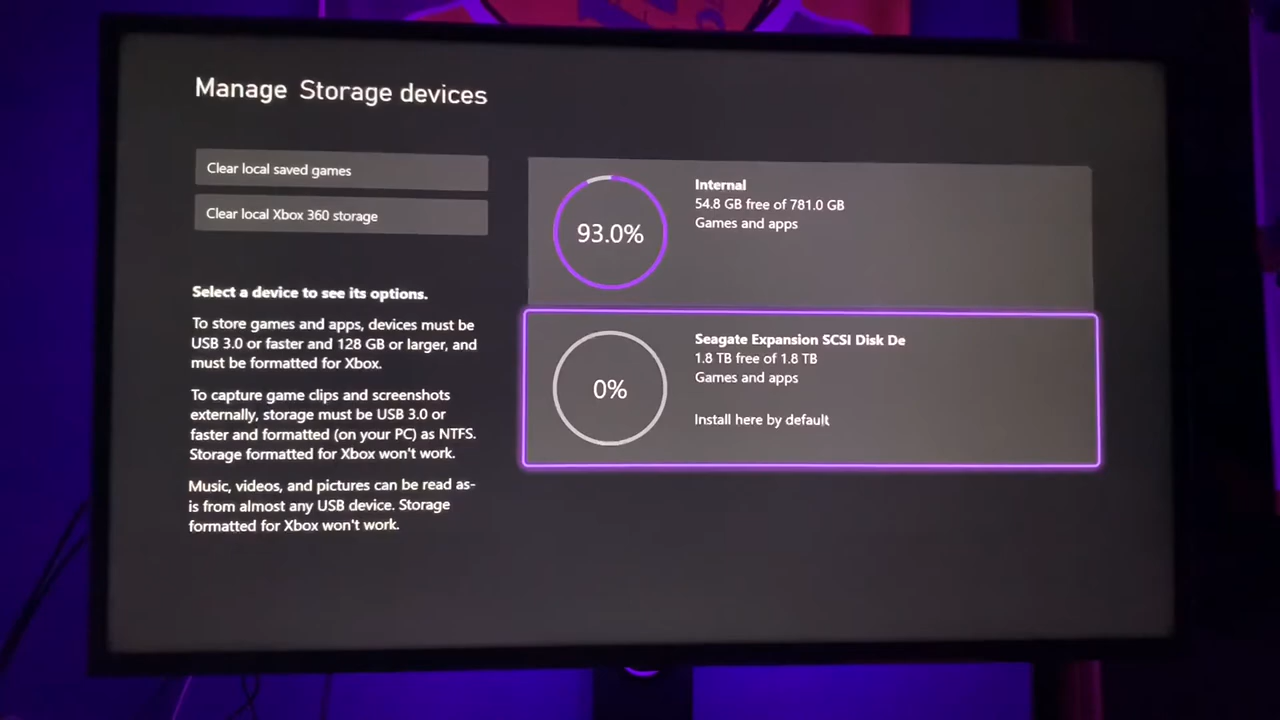 Manage Storage devices
Clear local saved games
Clear local Xbox 360 storage
Select a device to see its options.
To store games and apps, devices must be
USB 3.0 or faster and 128 GB or larger, and
must be formatted for Xbox.
To capture game clips and screenshots
externally, storage must be USB 3.0 or
faster and formatted (on your PC) as NTFS.
Storage formatted for Xbox won't work.
Music, videos, and pictures can be read as-
is from almost any USB device. Storage
formatted for Xbox won't work.
93.0%
Internal
54.8 GB free of 781.0 GB
Games and apps
0%
Seagate Expansion SCSI Disk De
1.8 TB free of 1.8 TB
Games and apps
Install here by default